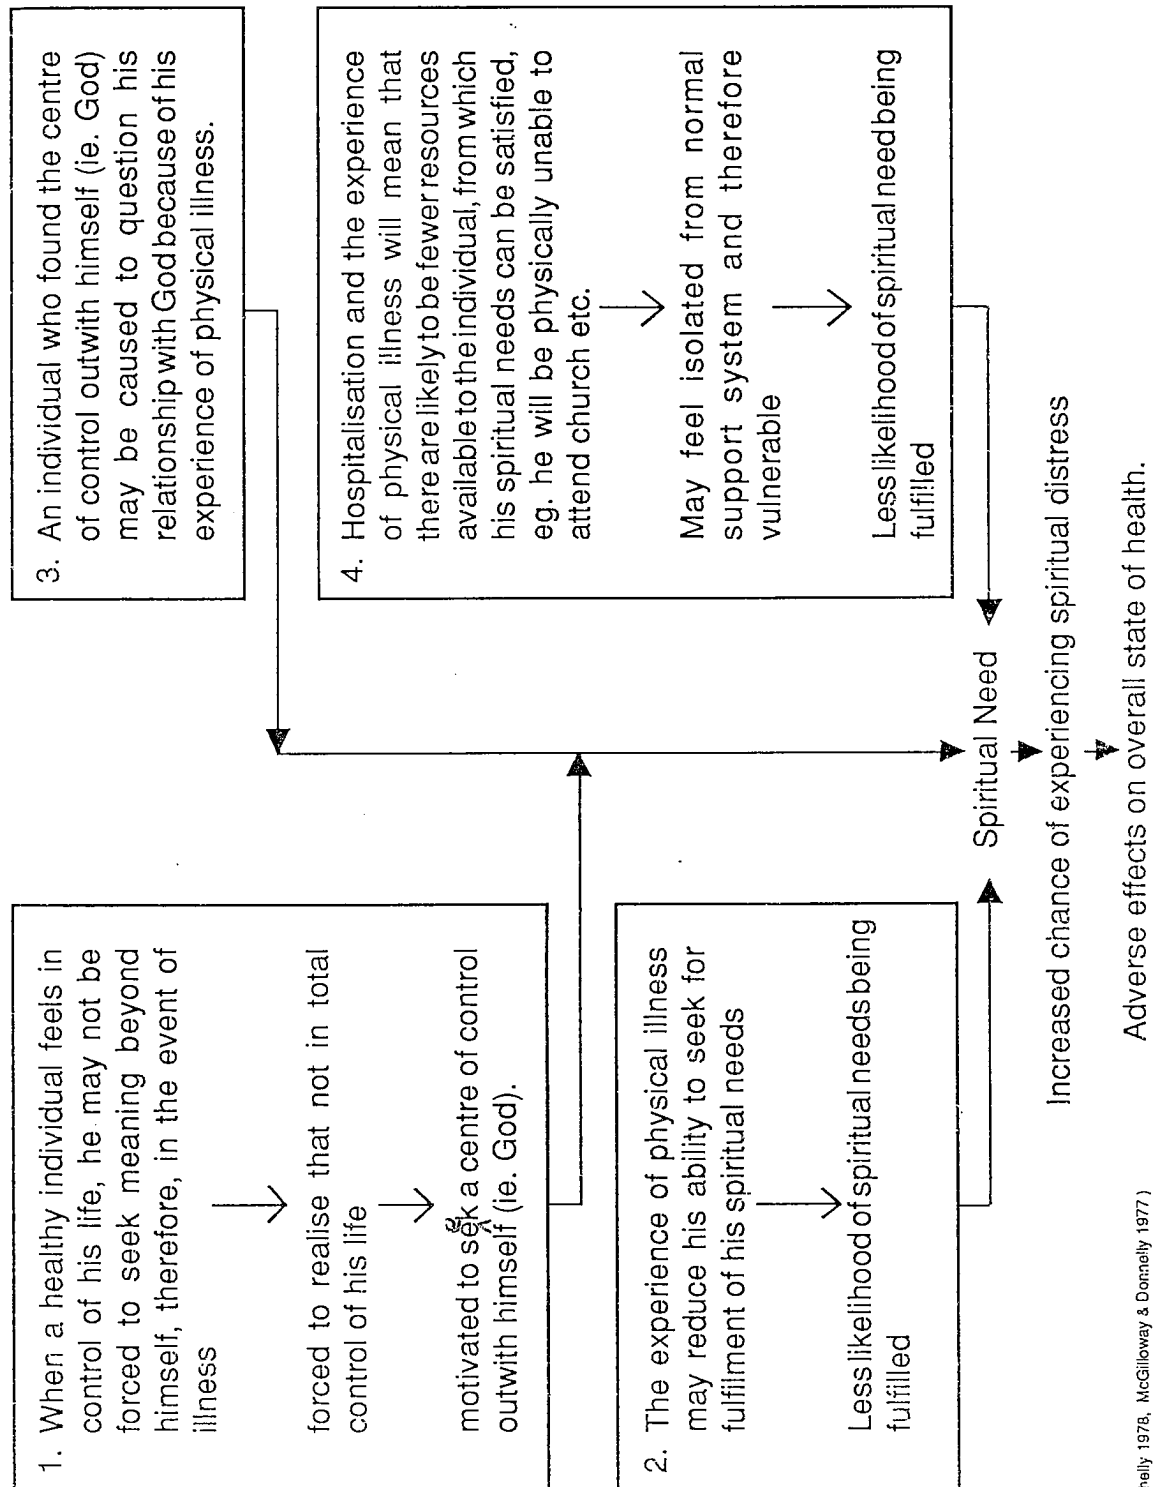 1. When a healthy individual feels in
control of his life, he may not be
forced to seek meaning beyond
himself, therefore, in the event of
illness
forced to realise that not in total
control of his life
motivated to seek a centre of control
outwith himself (ie. God).
2. The experience of physical illness
may reduce his ability to seek for
fulfilment of his spiritual needs
Less likelihood of spiritual needs being
fulfilled
3. An individual who found the centre
of control outwith himself (ie. God)
may be caused to question his
relationship with God because of his
experience of physical illness.
4. Hospitalisation and the experience
of physical illness will mean that
there are likely to be fewer resources
available to the individual, from which
his spiritual needs can be satisfied,
eg. he will be physically unable to
attend church etc.
May feel isolated from normal
support system and therefore
vulnerable
Less likelihood of spiritual need being
fulfilled
Spiritual Need
Increased chance of experiencing spiritual distress
Adverse effects on overall state of health.
1978, McGilloway & Donnelly 1977)